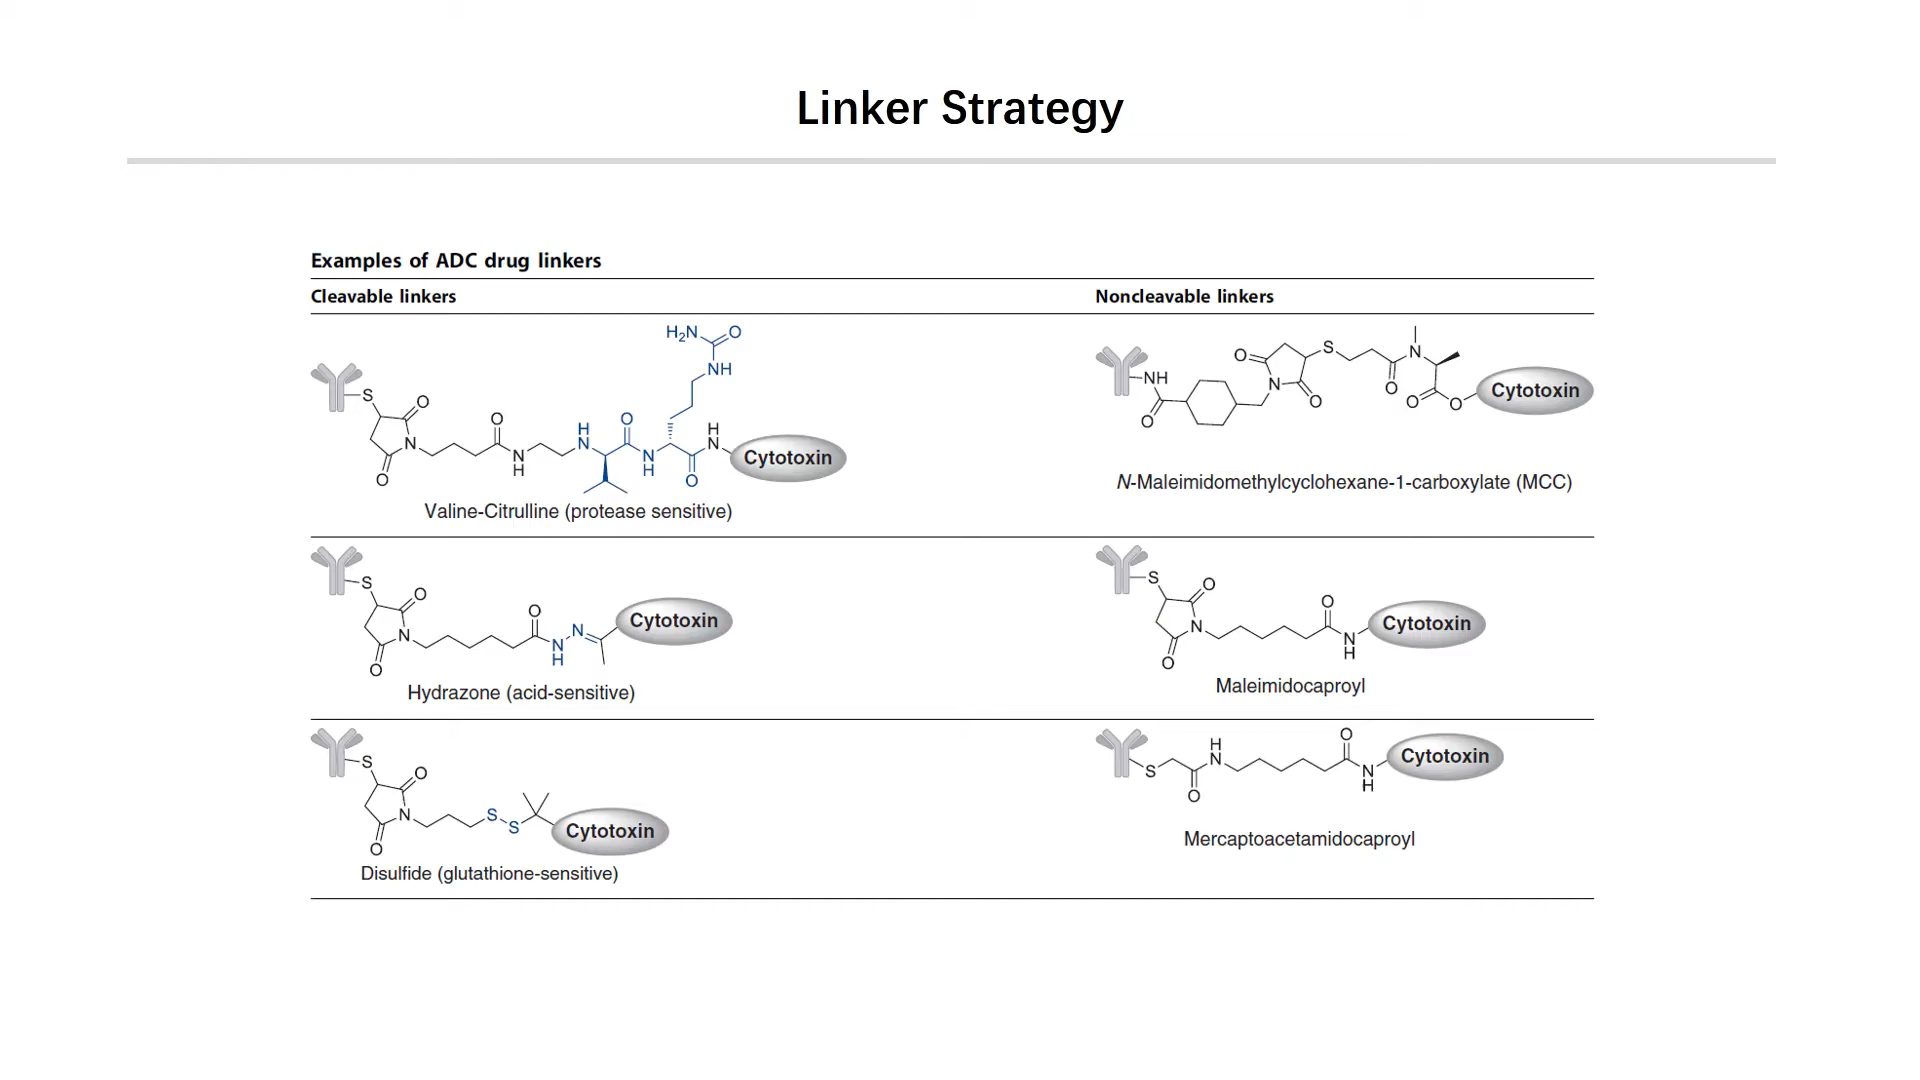 Linker Strategy
Examples of ADC drug linkers
Cleavable linkers
Noncleavable linkers
H₂N
O
NH
S
O
O
N
O
N
H
H
N
O
N
H
O
H
N
Cytotoxin
Valine-Citrulline (protease sensitive)
NH
O
O
N
O
S
O
N
O
O
Cytotoxin
N-Maleimidomethylcyclohexane-1-carboxylate (MCC)
S
O
O
N
O
N
H
N
Cytotoxin
Hydrazone (acid-sensitive)
S
O
O
N
O
N
H
Cytotoxin
Maleimidocaproyl
S
O
O
N
S
S
Cytotoxin
Disulfide (glutathione-sensitive)
S
O
H
N
O
N
H
Cytotoxin
Mercaptoacetamidocaproyl